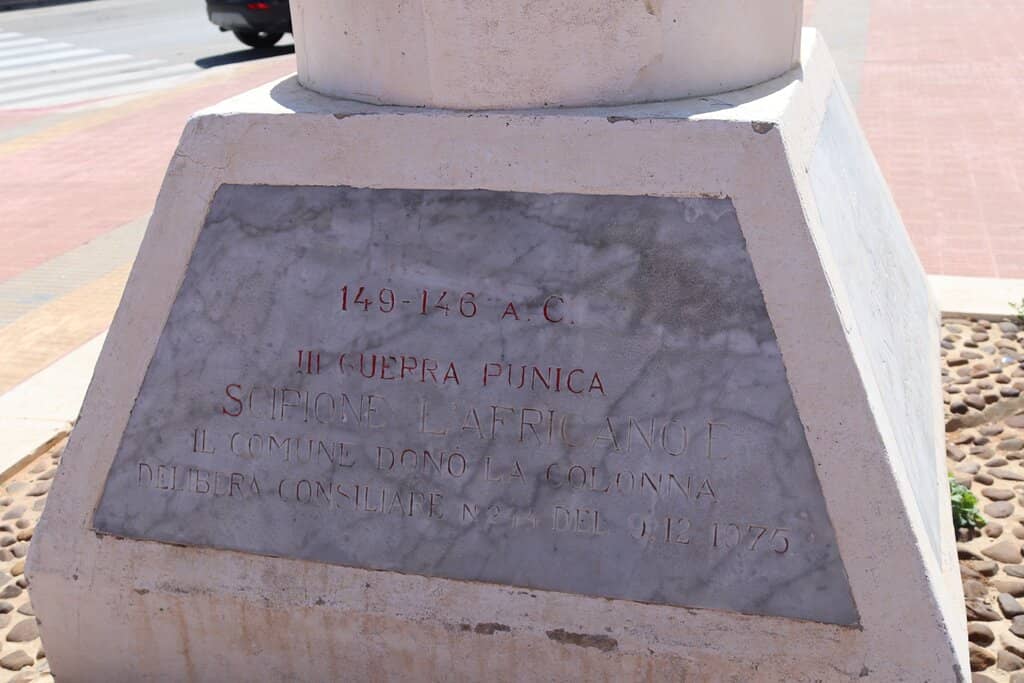 149-146 A.C.
III GUERRA PUNICA
SCIPIONE L'AFRICANO E
IL COMUNE DONÒ LA COLONNA
DELIBERA CONSILIARE N. DEL 9.12.1975